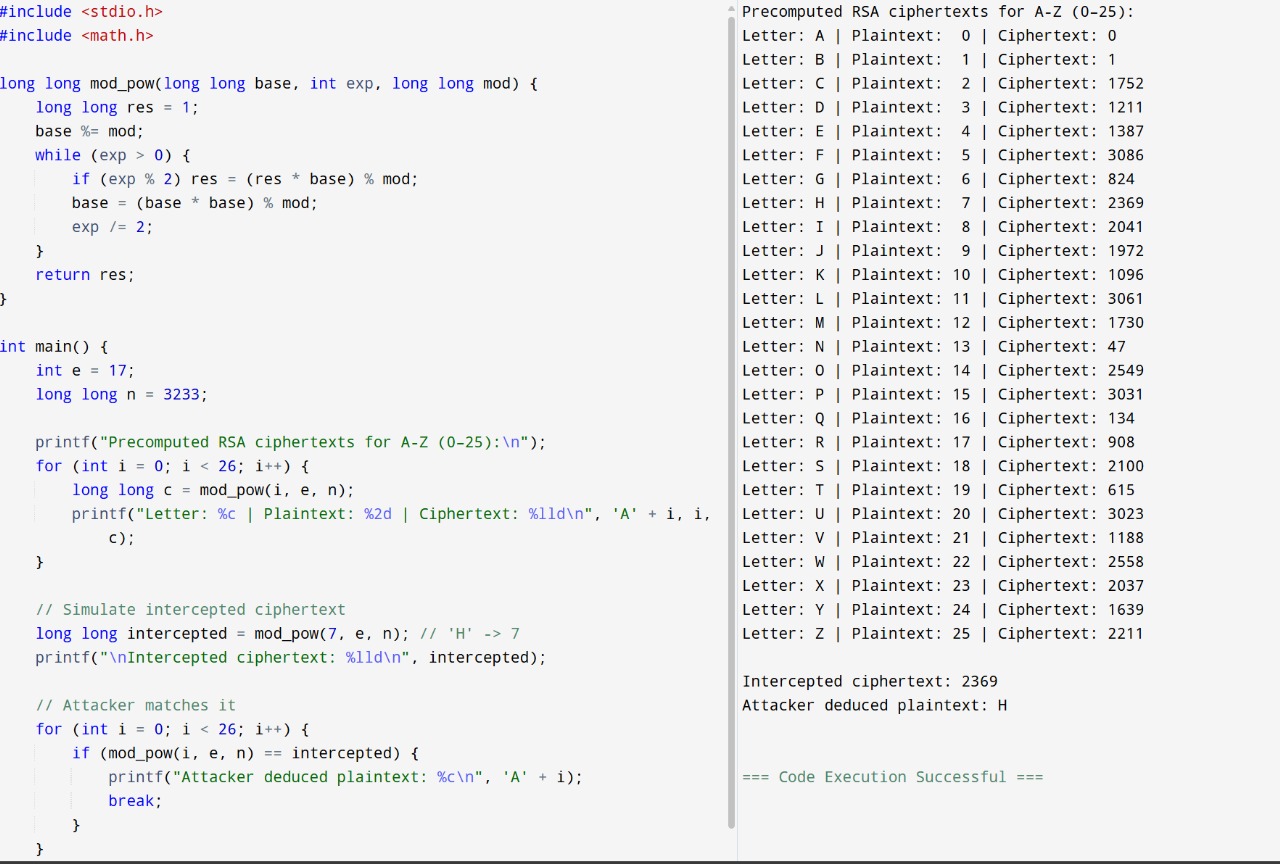 #include <stdio.h>
#include <math.h>

long long mod_pow(long long base, int exp, long long mod) {
    long long res = 1;
    base %= mod;
    while (exp > 0) {
        if (exp % 2) res = (res * base) % mod;
        base = (base * base) % mod;
        exp /= 2;
    }
    return res;
}

int main() {
    int e = 17;
    long long n = 3233;

    printf("Precomputed RSA ciphertexts for A-Z (0–25):\n");
    for (int i = 0; i < 26; i++) {
        long long c = mod_pow(i, e, n);
        printf("Letter: %c | Plaintext: %2d | Ciphertext: %lld\n", 'A' + i, i,
            c);
    }

    // Simulate intercepted ciphertext
    long long intercepted = mod_pow(7, e, n); // 'H' -> 7
    printf("\nIntercepted ciphertext: %lld\n", intercepted);

    // Attacker matches it
    for (int i = 0; i < 26; i++) {
        if (mod_pow(i, e, n) == intercepted) {
            printf("Attacker deduced plaintext: %c\n", 'A' + i);
            break;
        }
    }

Precomputed RSA ciphertexts for A-Z (0–25):
Letter: A | Plaintext:  0 | Ciphertext: 0
Letter: B | Plaintext:  1 | Ciphertext: 1
Letter: C | Plaintext:  2 | Ciphertext: 1752
Letter: D | Plaintext:  3 | Ciphertext: 1211
Letter: E | Plaintext:  4 | Ciphertext: 1387
Letter: F | Plaintext:  5 | Ciphertext: 3086
Letter: G | Plaintext:  6 | Ciphertext: 824
Letter: H | Plaintext:  7 | Ciphertext: 2369
Letter: I | Plaintext:  8 | Ciphertext: 2041
Letter: J | Plaintext:  9 | Ciphertext: 1972
Letter: K | Plaintext: 10 | Ciphertext: 1096
Letter: L | Plaintext: 11 | Ciphertext: 3061
Letter: M | Plaintext: 12 | Ciphertext: 1730
Letter: N | Plaintext: 13 | Ciphertext: 47
Letter: O | Plaintext: 14 | Ciphertext: 2549
Letter: P | Plaintext: 15 | Ciphertext: 3031
Letter: Q | Plaintext: 16 | Ciphertext: 134
Letter: R | Plaintext: 17 | Ciphertext: 908
Letter: S | Plaintext: 18 | Ciphertext: 2100
Letter: T | Plaintext: 19 | Ciphertext: 615
Letter: U | Plaintext: 20 | Ciphertext: 3023
Letter: V | Plaintext: 21 | Ciphertext: 1188
Letter: W | Plaintext: 22 | Ciphertext: 2558
Letter: X | Plaintext: 23 | Ciphertext: 2037
Letter: Y | Plaintext: 24 | Ciphertext: 1639
Letter: Z | Plaintext: 25 | Ciphertext: 2211

Intercepted ciphertext: 2369
Attacker deduced plaintext: H

=== Code Execution Successful ===